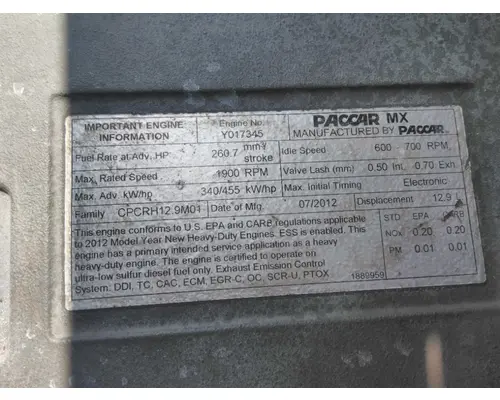 IMPORTANT ENGINE INFORMATION
Engine No. Y017345
PACCAR MX
MANUFACTURED BY PACCAR
Fuel Rate at Adv. HP 260.7 mm³/stroke
Idle Speed 600 700 RPM
Max. Rated Speed 1900 RPM
Valve Lash (mm) 0.50 Int. 0.70 Exh.
Max. Adv kW/hp 340/455 kW/hp
Max. Initial Timing Electronic
Family CPCRH12.9M01
Date of Mfg. 07/2012
Displacement 12.9
This engine conforms to U.S. EPA and CARB regulations applicable
to 2012 Model Year New Heavy-Duty Engines. ESS is enabled. This
engine has a primary intended service application as a
heavy-duty engine. This engine is certified to operate on
ultra-low sulfur diesel fuel only. Exhaust Emission Control
System: DDI, TC, CAC, ECM, EGR-C, OC, SCR-U, PTOX
STD EPA CARB
NOx 0.20 0.20
PM 0.01 0.01
1889959